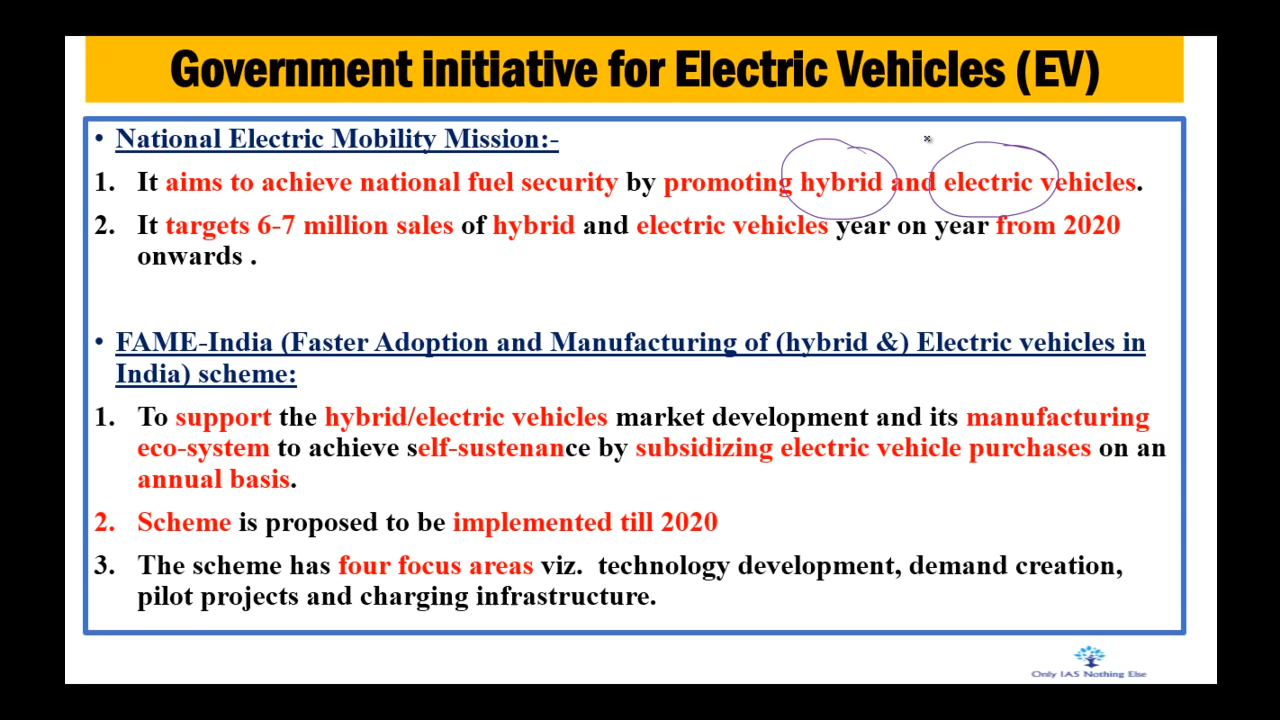 Government initiative for Electric Vehicles (EV)
• National Electric Mobility Mission:-
1. It aims to achieve national fuel security by promoting hybrid and electric vehicles.
2. It targets 6-7 million sales of hybrid and electric vehicles year on year from 2020
onwards .
• FAME-India (Faster Adoption and Manufacturing of (hybrid &) Electric vehicles in
India) scheme:
1. To support the hybrid/electric vehicles market development and its manufacturing
eco-system to achieve self-sustenance by subsidizing electric vehicle purchases on an
annual basis.
2. Scheme is proposed to be implemented till 2020
3. The scheme has four focus areas viz. technology development, demand creation,
pilot projects and charging infrastructure.
Only IAS Nothing Else